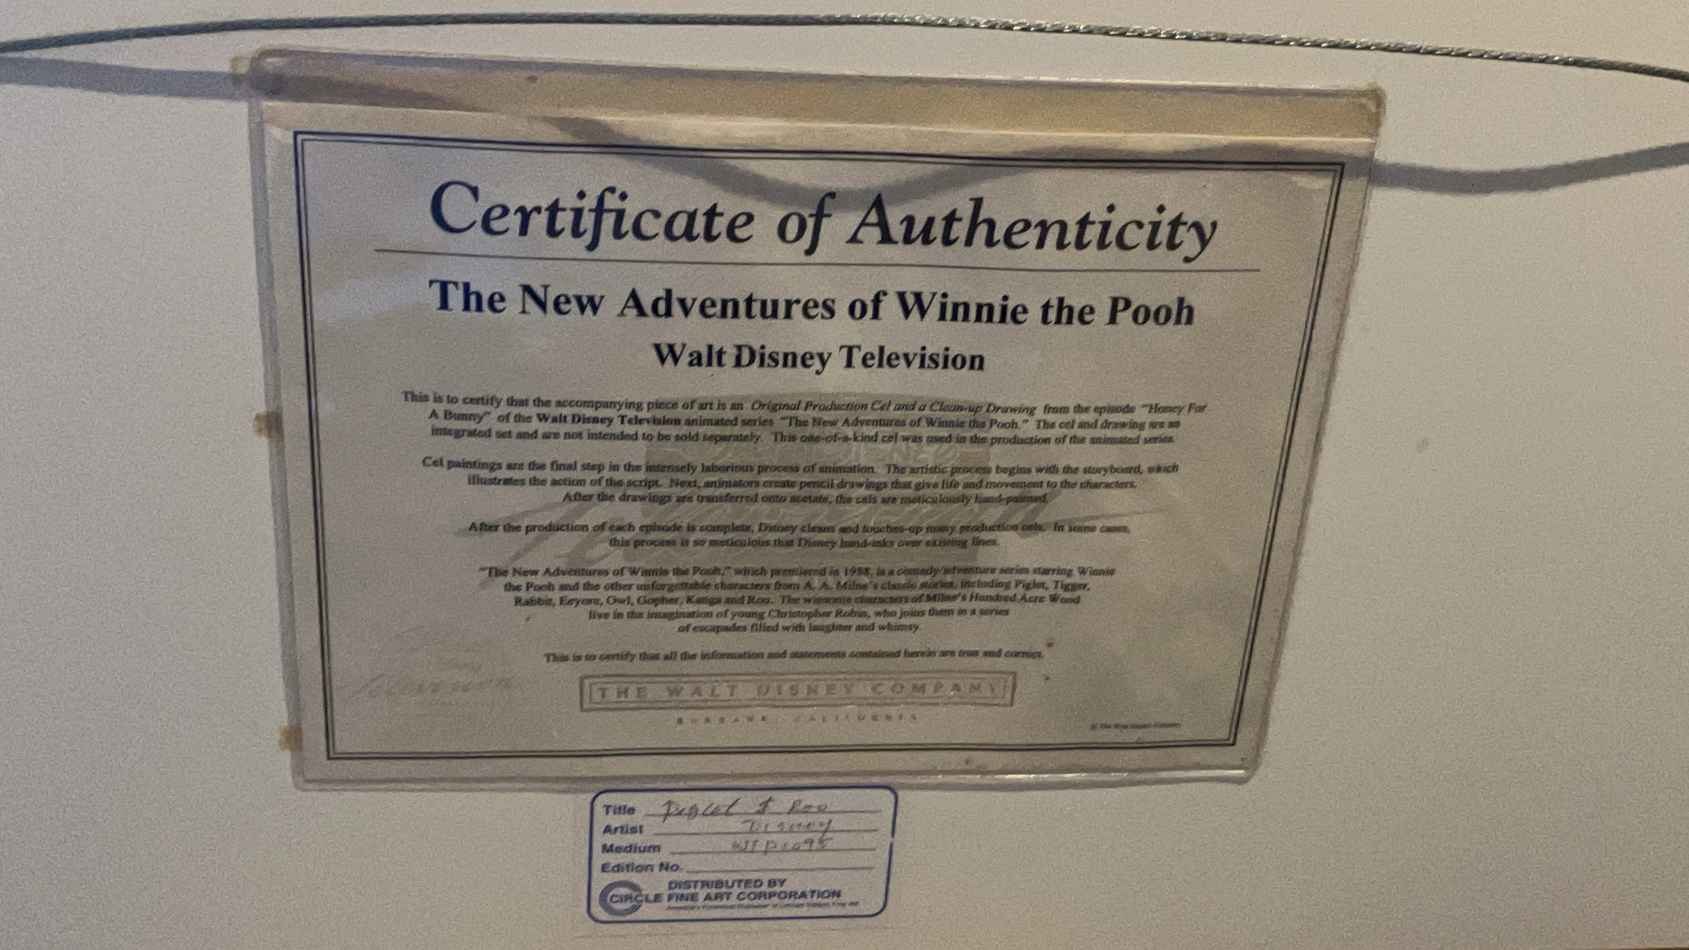 Certificate of Authenticity
The New Adventures of Winnie the Pooh
Walt Disney Television
This is to certify that the accompanying piece of art is an Original Production Cel and a Clean-up Drawing from the episode "Honey For
A Bunny" of the Walt Disney Television animated series "The New Adventures of Winnie the Pooh." The cel and drawing are an
integrated set and are not intended to be sold separately. This one-of-a-kind cel was used in the production of the animated series.
Cel paintings are the final step in the intensely laborious process of animation. The artistic process begins with the storyboard, which
illustrates the action of the script. Next, animators create pencil drawings that give life and movement to the characters.
After the drawings are transferred onto acetate, the cels are meticulously hand-painted.
After the production of each episode is complete, Disney cleans and touches-up many production cels. In some cases,
this process is so meticulous that Disney hand-inks over existing lines.
"The New Adventures of Winnie the Pooh," which premiered in 1988, is a comedy/adventure series starring Winnie
the Pooh and the other unforgettable characters from A. A. Milne's classic stories, including Piglet, Tigger,
Rabbit, Eeyore, Owl, Gopher, Kanga and Roo. The winsome characters of Milne's Hundred Acre Wood
live in the imagination of young Christopher Robin, who joins them in a series
of escapades filled with laughter and whimsy.
This is to certify that all the information and statements contained herein are true and correct.
THE WALT DISNEY COMPANY
BURBANK, CALIFORNIA
© The Walt Disney Company
Title Piglet & Roo
Artist Disney
Medium
Edition No.
DISTRIBUTED BY
CIRCLE FINE ART CORPORATION